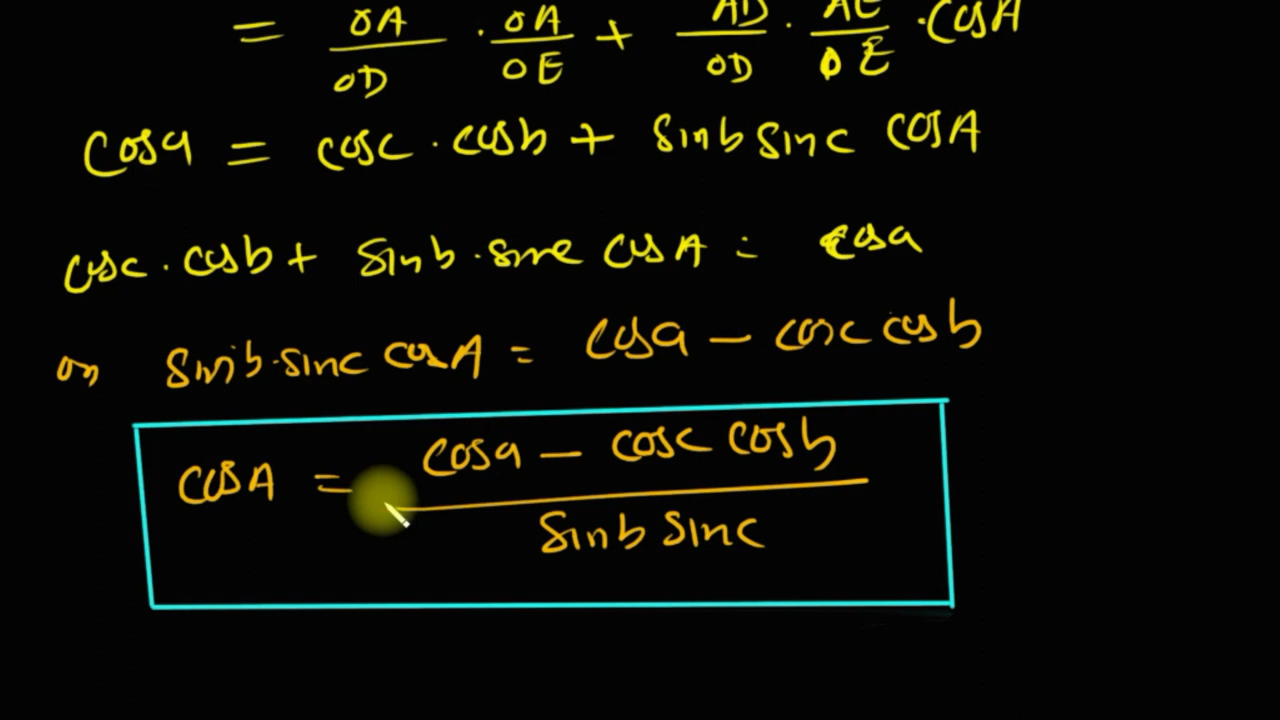 = OA/OD · OA/OE + AD/OD · AE/OE · cosA
cosa = cosc · cosb + sinb sinc cosA
cosc · cosb + sinb · sinc cosA = cosa
or sinb · sinc cosA = cosa - cosc cosb
cosA = cosa - cosc cosb / sinb sinc